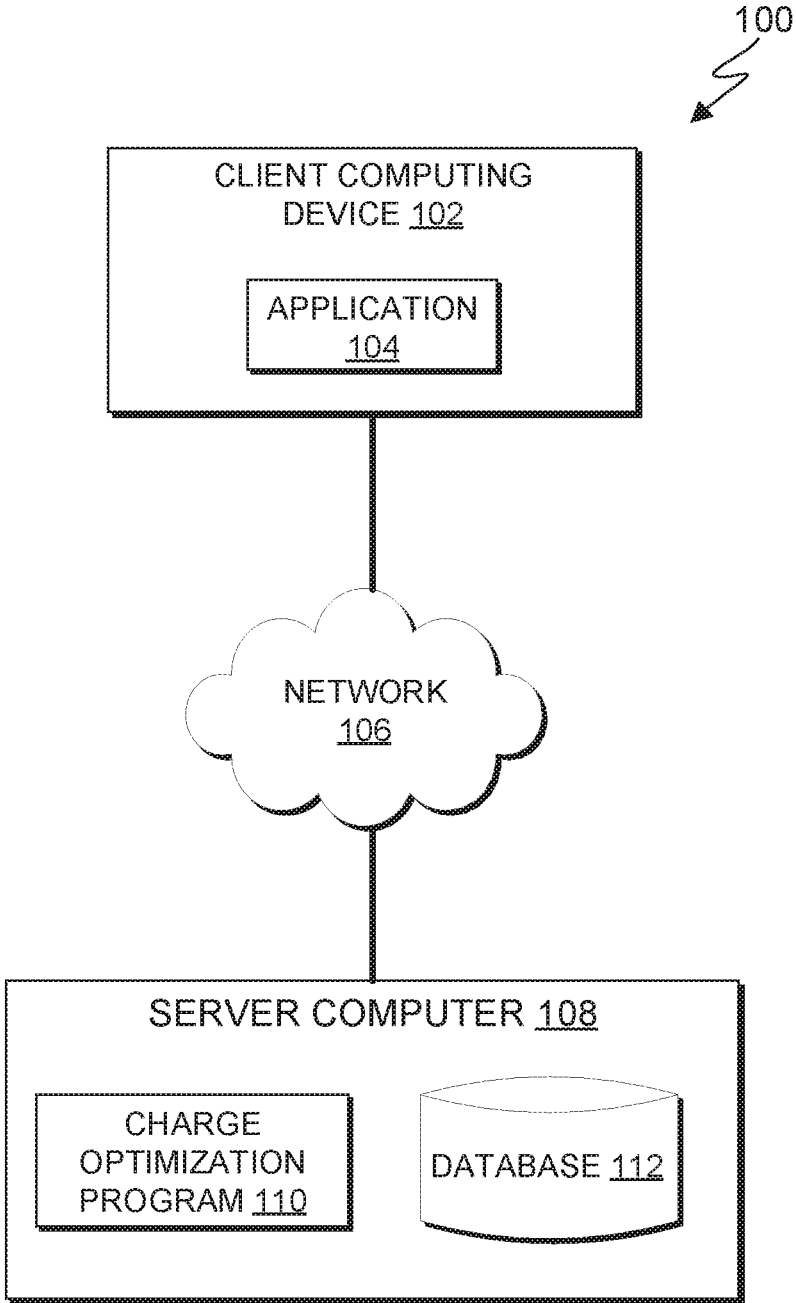 100
CLIENT COMPUTING
DEVICE 102
APPLICATION
104
NETWORK
106
SERVER COMPUTER 108
CHARGE
OPTIMIZATION
PROGRAM 110
DATABASE 112